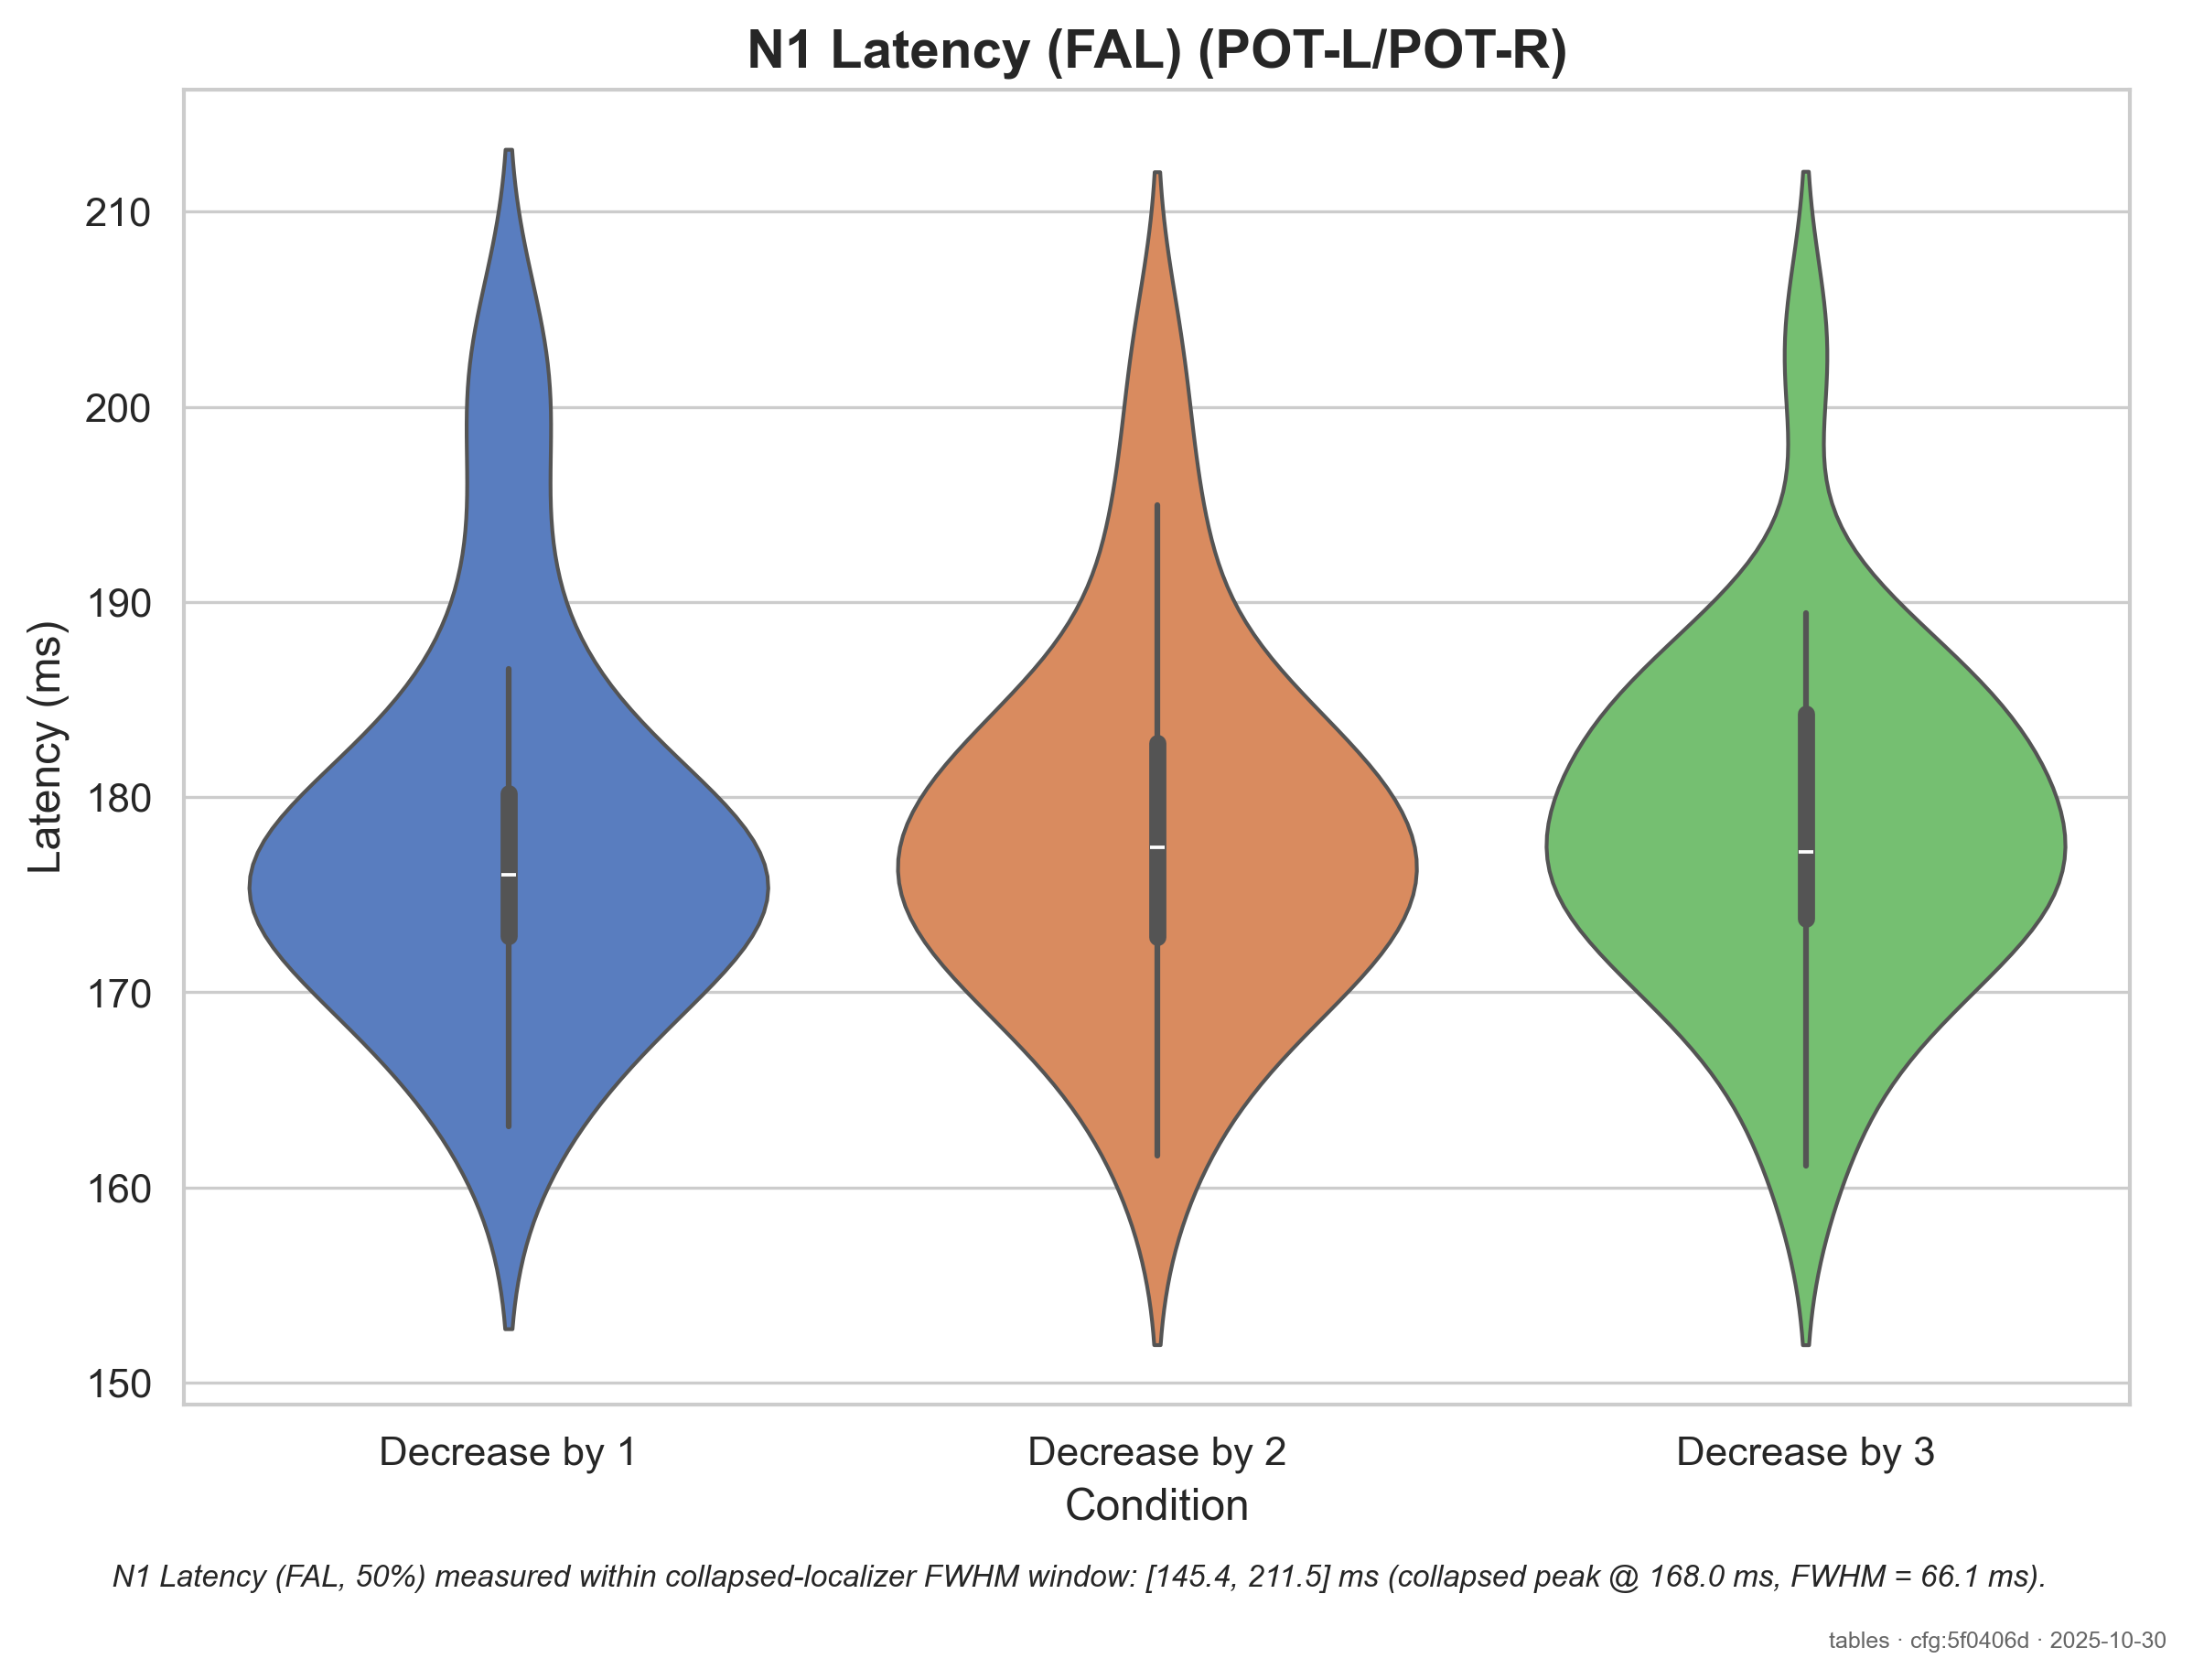 N1 Latency (FAL) (POT-L/POT-R)
Latency (ms)
210
200
190
180
170
160
150
Decrease by 1
Decrease by 2
Decrease by 3
Condition
N1 Latency (FAL, 50%) measured within collapsed-localizer FWHM window: [145.4, 211.5] ms (collapsed peak @ 168.0 ms, FWHM = 66.1 ms).
tables · cfg:5f0406d · 2025-10-30